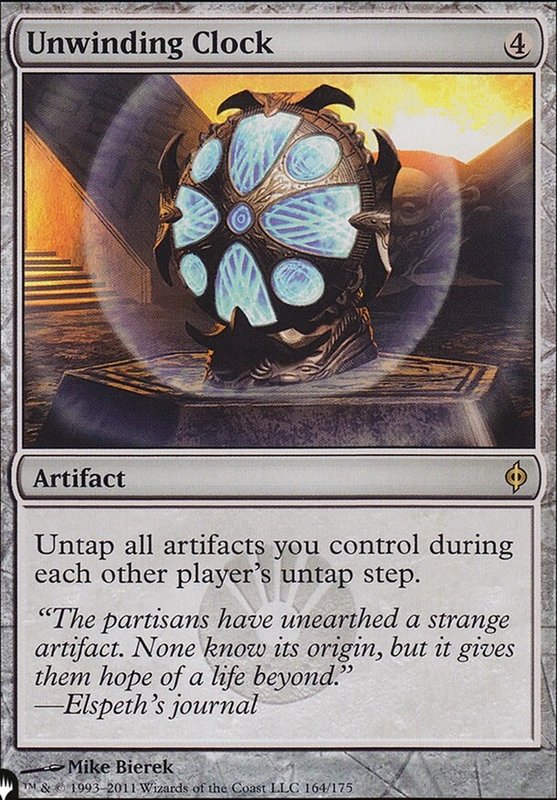 Unwinding Clock 4
Artifact
Untap all artifacts you control during
each other player's untap step.
“The partisans have unearthed a strange
artifact. None know its origin, but it gives
them hope of a life beyond.”
—Elspeth's journal
Mike Bierek
™ & © 1993–2011 Wizards of the Coast LLC 164/175